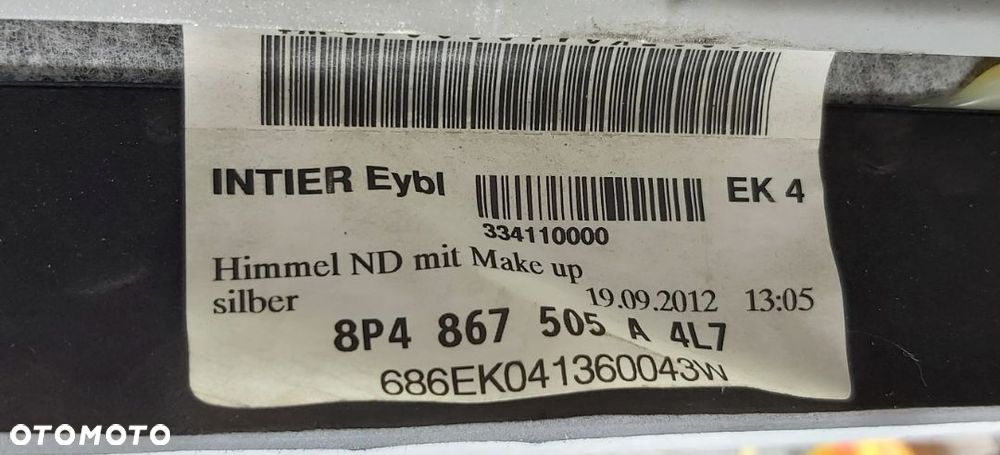 INTIER Eybl
EK 4
334110000
Himmel ND mit Make up
silber
19.09.2012 13:05
8P4 867 505 A 4L7
686EK041360043W
OTOMOTO